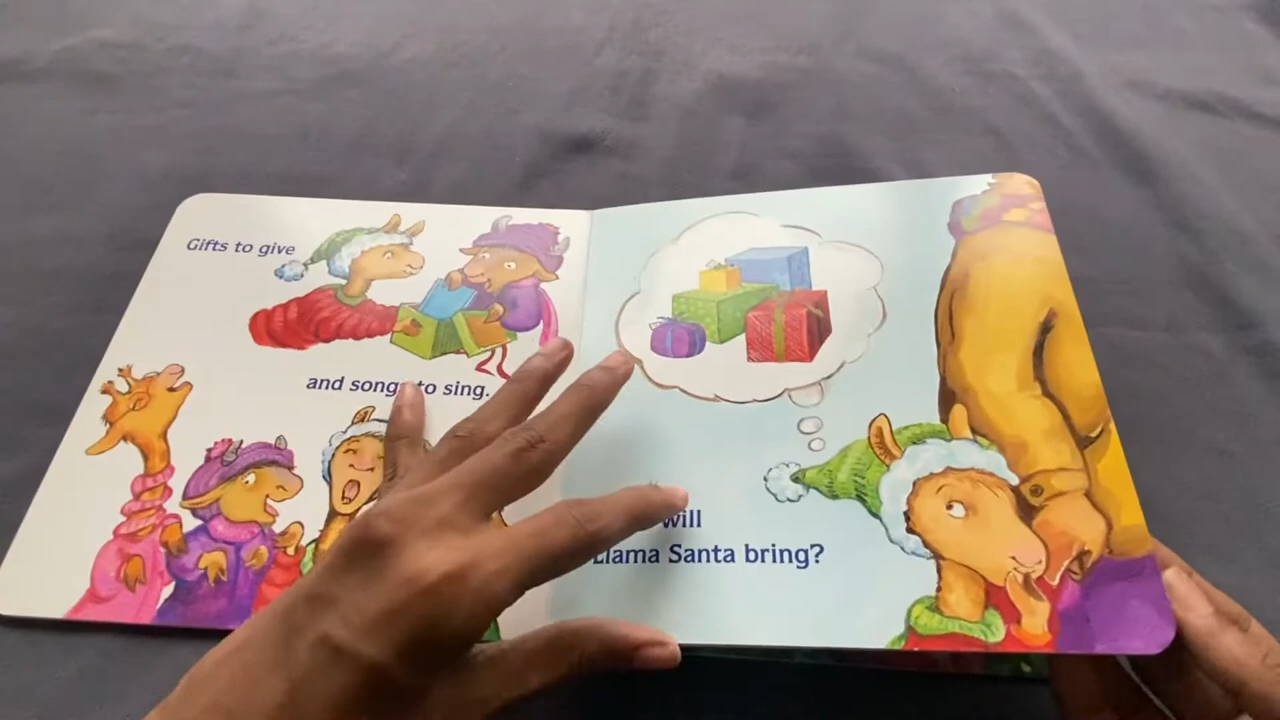 Gifts to give
and songs to sing.
will
Llama Santa bring?